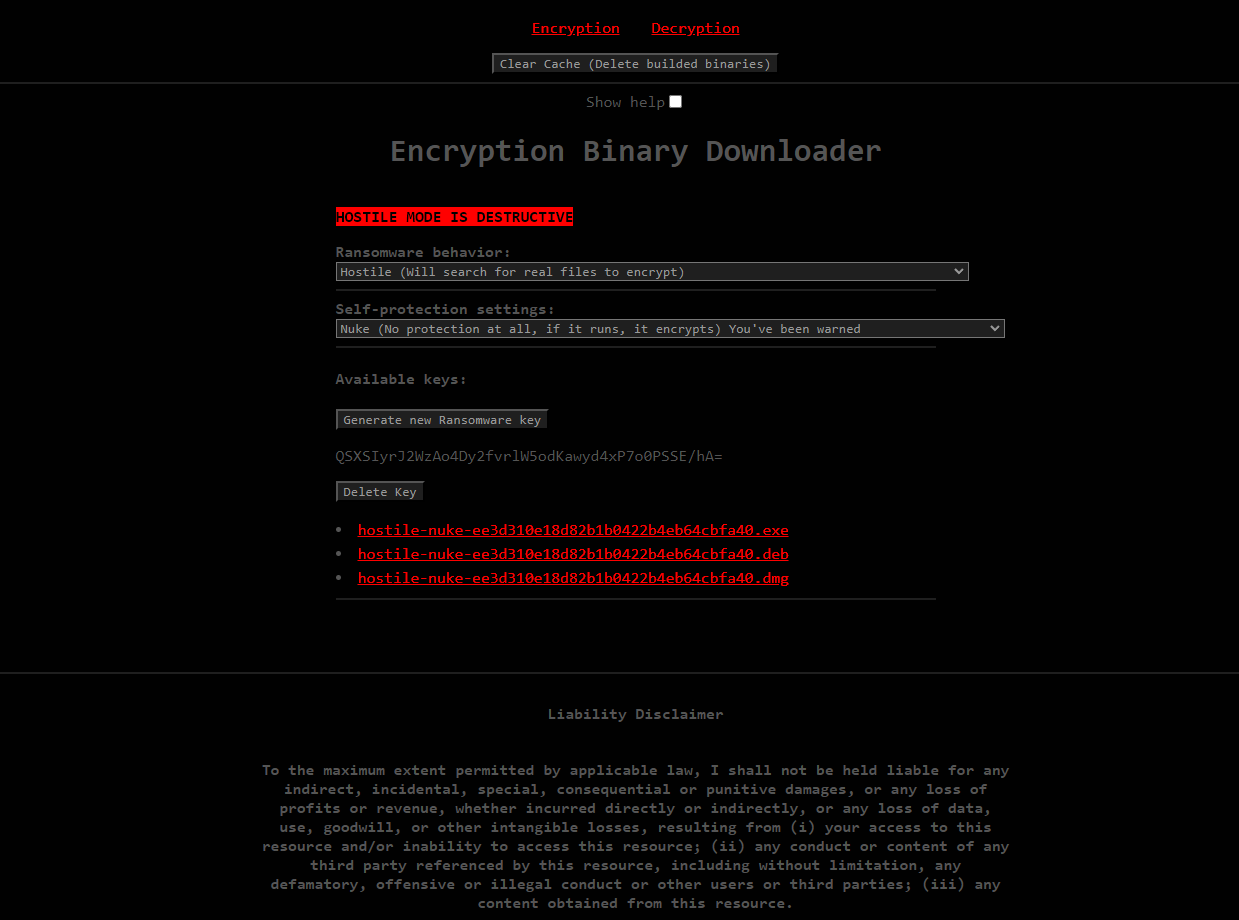 Encryption Decryption
Clear Cache (Delete builded binaries)
Show help
Encryption Binary Downloader
HOSTILE MODE IS DESTRUCTIVE
Ransomware behavior:
Hostile (Will search for real files to encrypt)
Self-protection settings:
Nuke (No protection at all, if it runs, it encrypts) You've been warned
Available keys:
Generate new Ransomware key
QSXSIyrJ2WzAo4Dy2fvrlW5odKawyd4xP7o0PSSE/hA=
Delete Key
hostile-nuke-ee3d310e18d82b1b0422b4eb64cbfa40.exe
hostile-nuke-ee3d310e18d82b1b0422b4eb64cbfa40.deb
hostile-nuke-ee3d310e18d82b1b0422b4eb64cbfa40.dmg
Liability Disclaimer
To the maximum extent permitted by applicable law, I shall not be held liable for any
indirect, incidental, special, consequential or punitive damages, or any loss of
profits or revenue, whether incurred directly or indirectly, or any loss of data,
use, goodwill, or other intangible losses, resulting from (i) your access to this
resource and/or inability to access this resource; (ii) any conduct or content of any
third party referenced by this resource, including without limitation, any
defamatory, offensive or illegal conduct or other users or third parties; (iii) any
content obtained from this resource.